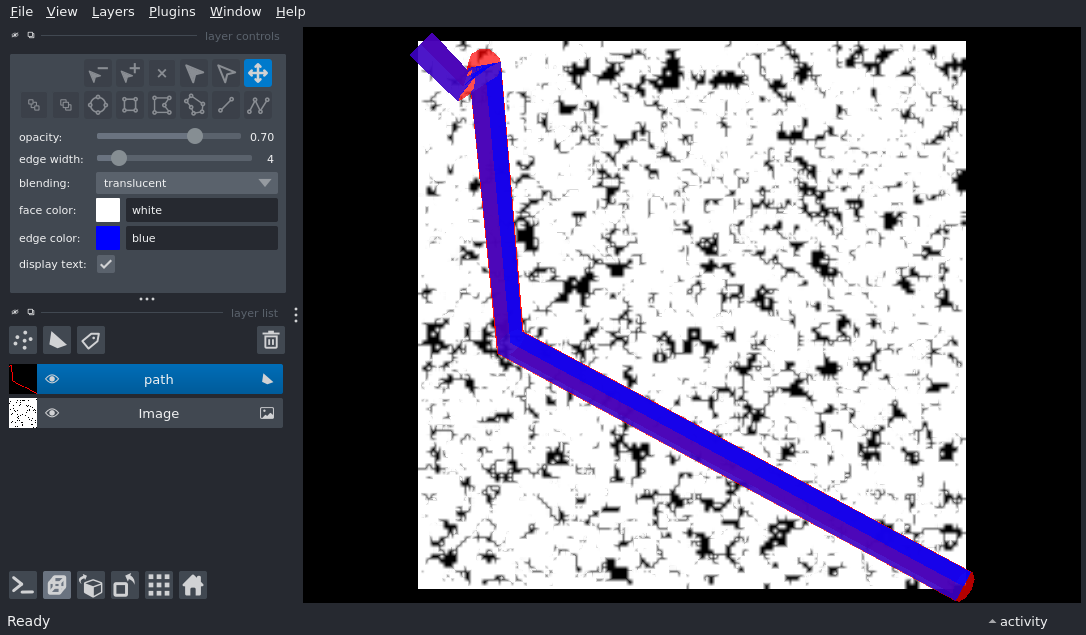 File View Layers Plugins Window Help
layer controls
opacity: 0.70
edge width: 4
blending: translucent
face color: white
edge color: blue
display text:
layer list
path
Image
Ready
activity